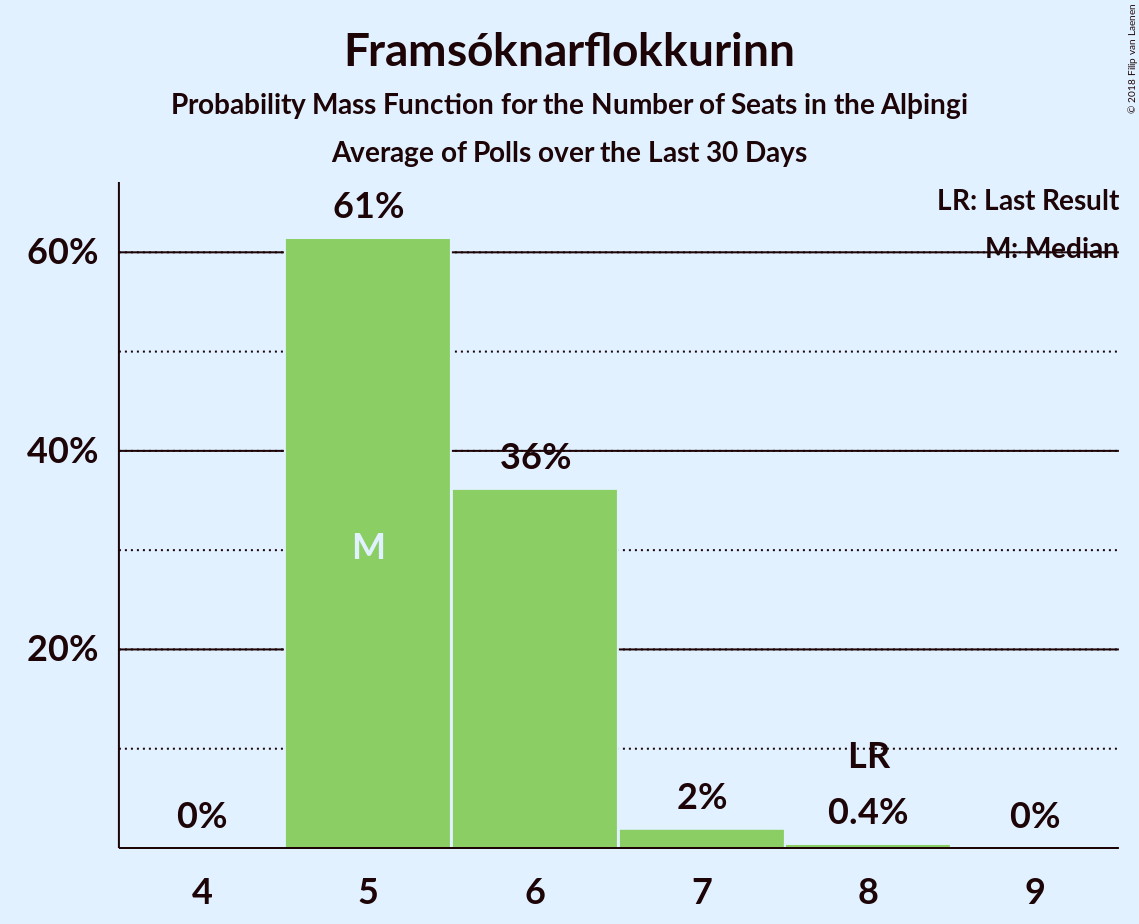 Framsóknarflokkurinn
Probability Mass Function for the Number of Seats in the Alþingi
Average of Polls over the Last 30 Days
© 2018 Filip van Laenen
LR: Last Result
M: Median
60%
40%
20%
0%
61%
M
36%
2%
LR
0.4%
0%
4
5
6
7
8
9